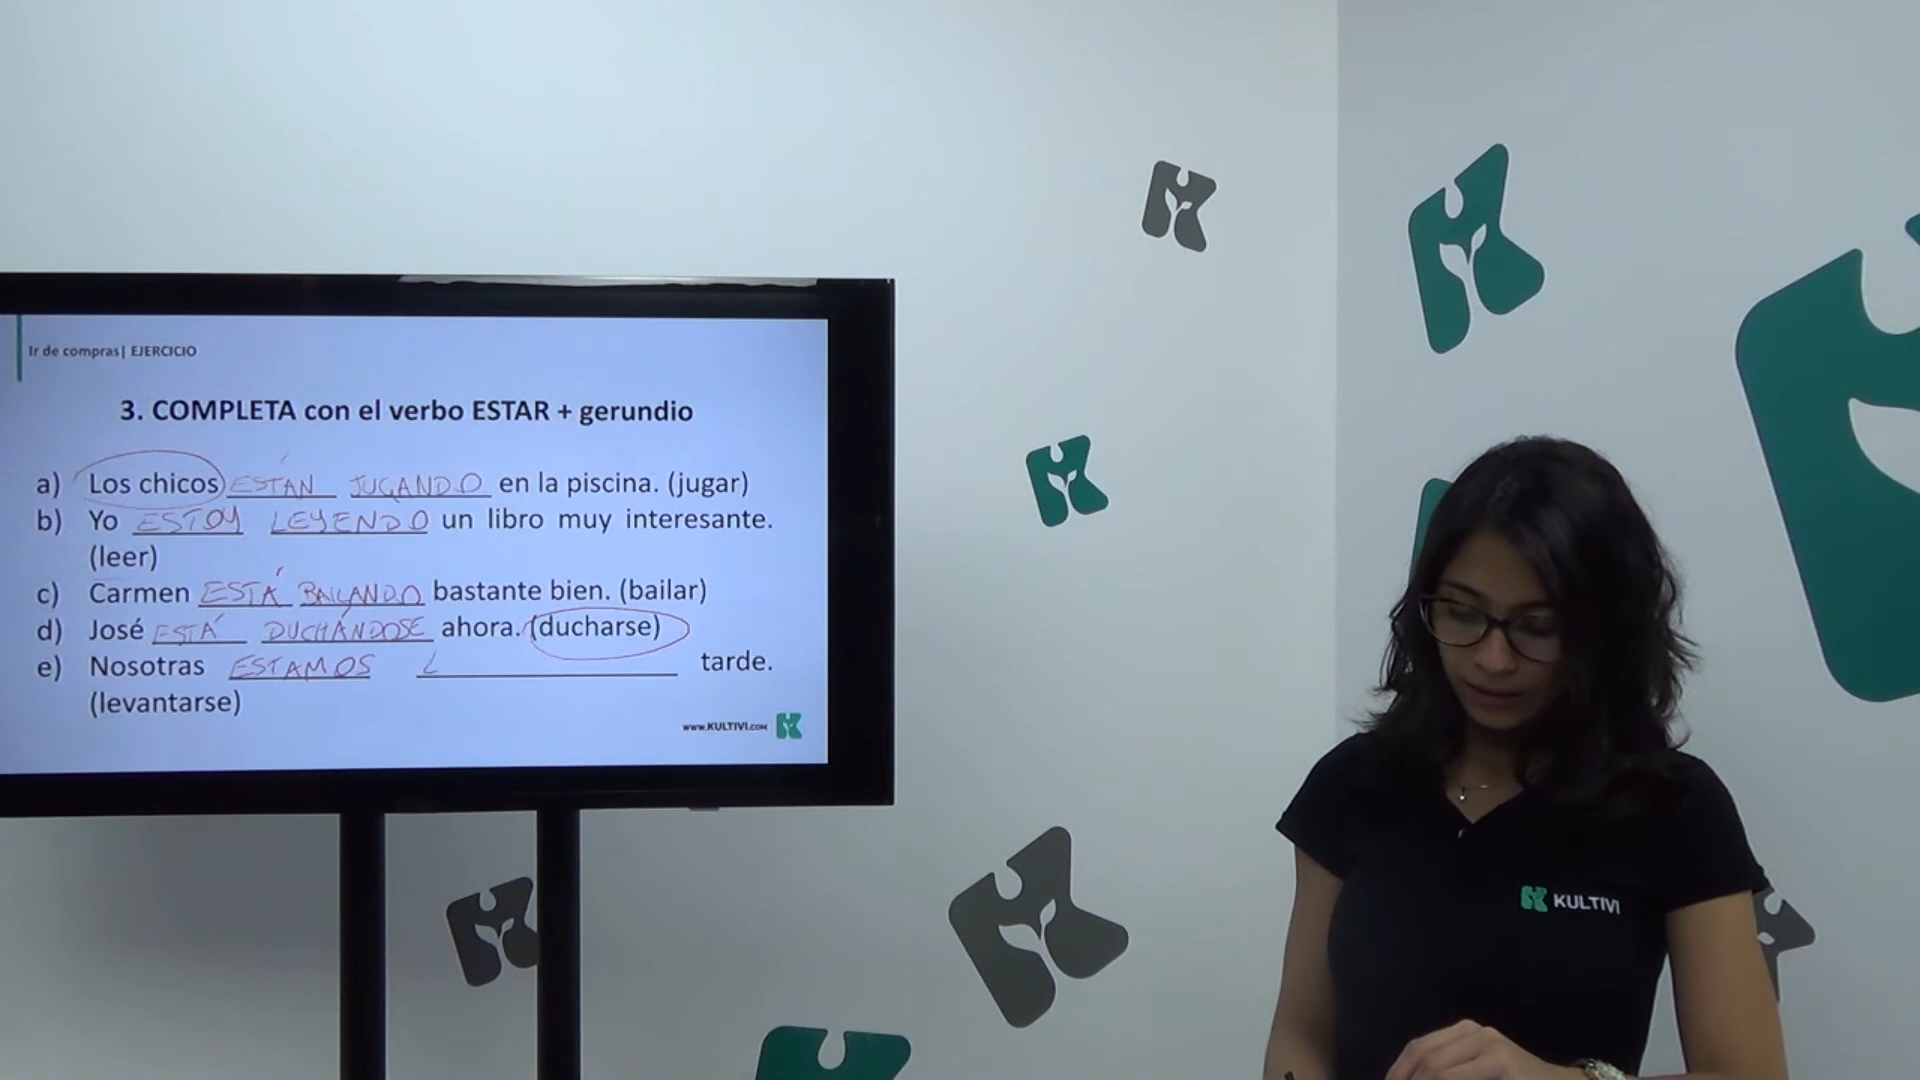 Ir de compras| EJERCICIO
3. COMPLETA con el verbo ESTAR + gerundio
a) Los chicos ESTÁN JUGANDO en la piscina. (jugar)
b) Yo ESTOY LEYENDO un libro muy interesante.
(leer)
c) Carmen ESTÁ BAILANDO bastante bien. (bailar)
d) José ESTÁ DUCHÁNDOSE ahora. (ducharse)
e) Nosotras ESTAMOS L tarde.
(levantarse)
www.KULTIVI.COM
KULTIVI